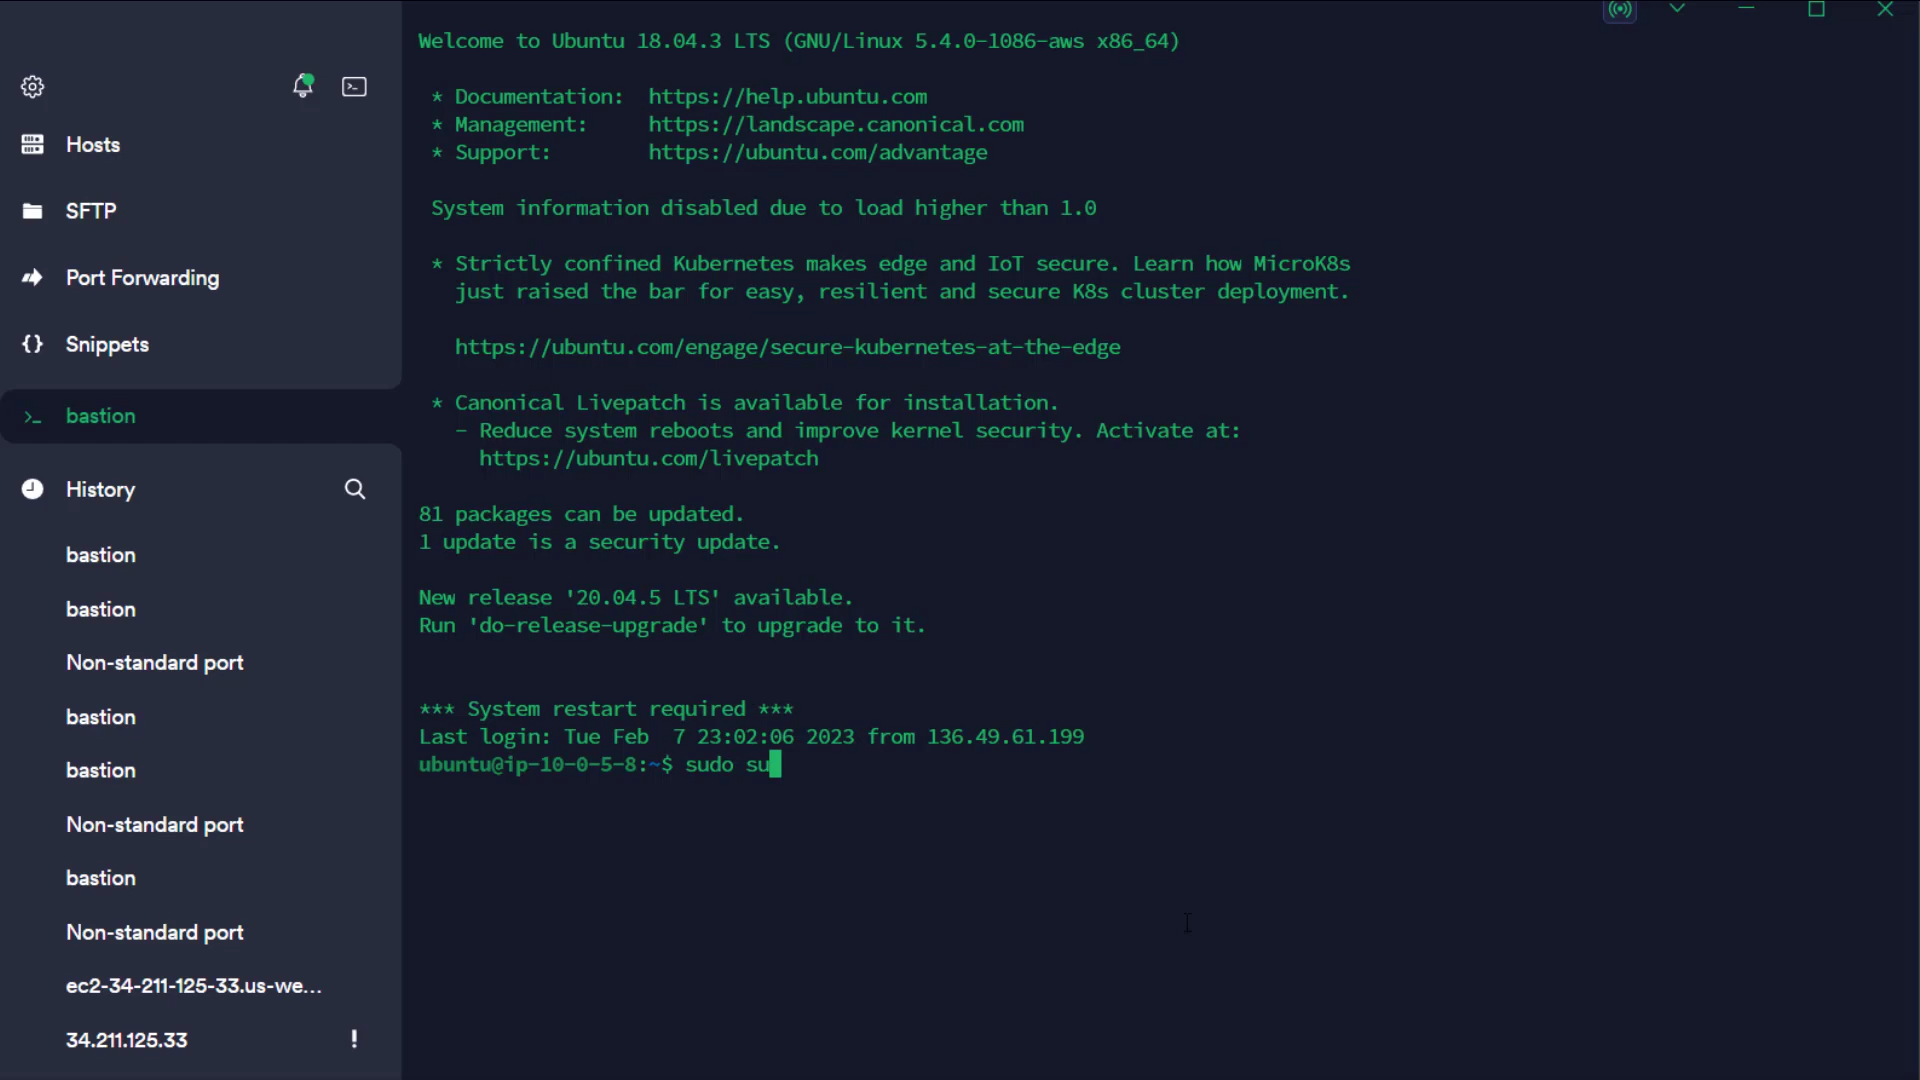 Hosts
SFTP
Port Forwarding
{} Snippets
>_ bastion
History
bastion
bastion
Non-standard port
bastion
bastion
Non-standard port
bastion
Non-standard port
ec2-34-211-125-33.us-we...
34.211.125.33 !
Welcome to Ubuntu 18.04.3 LTS (GNU/Linux 5.4.0-1086-aws x86_64)
* Documentation:  https://help.ubuntu.com
* Management:     https://landscape.canonical.com
* Support:        https://ubuntu.com/advantage
System information disabled due to load higher than 1.0
* Strictly confined Kubernetes makes edge and IoT secure. Learn how MicroK8s
just raised the bar for easy, resilient and secure K8s cluster deployment.
https://ubuntu.com/engage/secure-kubernetes-at-the-edge
* Canonical Livepatch is available for installation.
- Reduce system reboots and improve kernel security. Activate at:
https://ubuntu.com/livepatch
81 packages can be updated.
1 update is a security update.
New release '20.04.5 LTS' available.
Run 'do-release-upgrade' to upgrade to it.
*** System restart required ***
Last login: Tue Feb  7 23:02:06 2023 from 136.49.61.199
ubuntu@ip-10-0-5-8:~$ sudo su